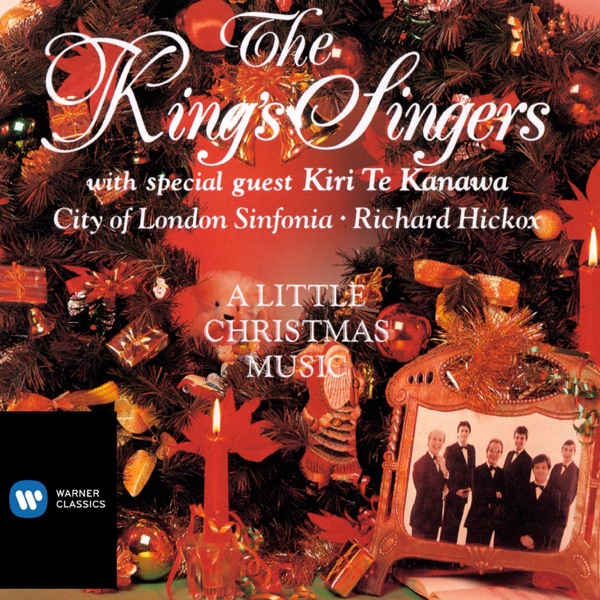 The
King's Singers
with special guest Kiri Te Kanawa
City of London Sinfonia · Richard Hickox
A LITTLE
CHRISTMAS
MUSIC
WARNER
CLASSICS